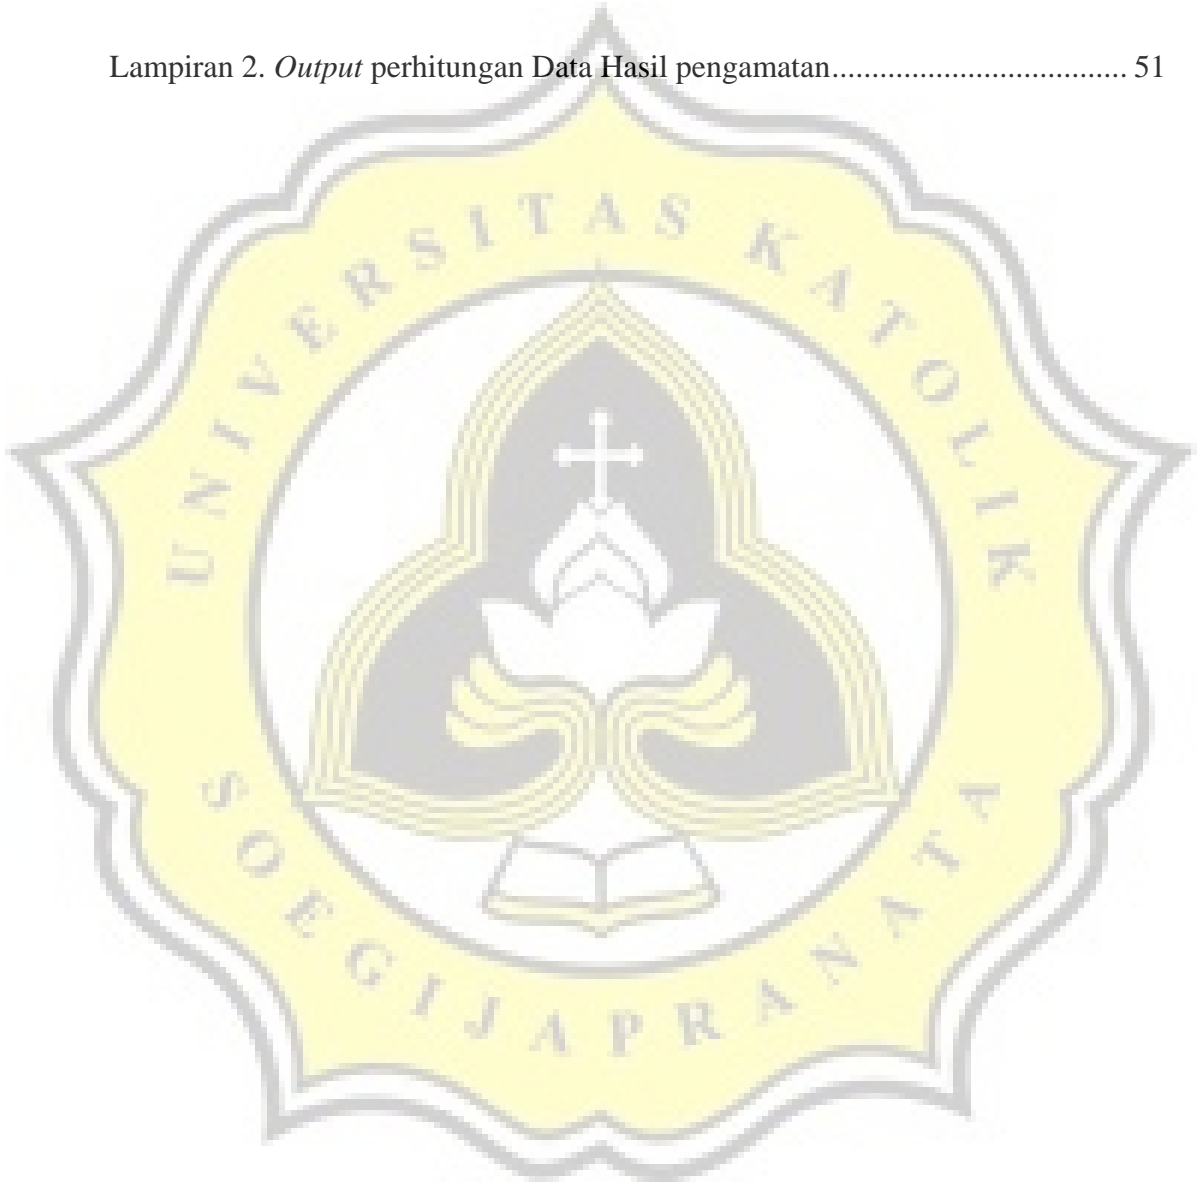 Lampiran 2. Output perhitungan Data Hasil pengamatan..................................... 51
UNIVERSITAS KATOLIK
SOEGIJAPRANATA